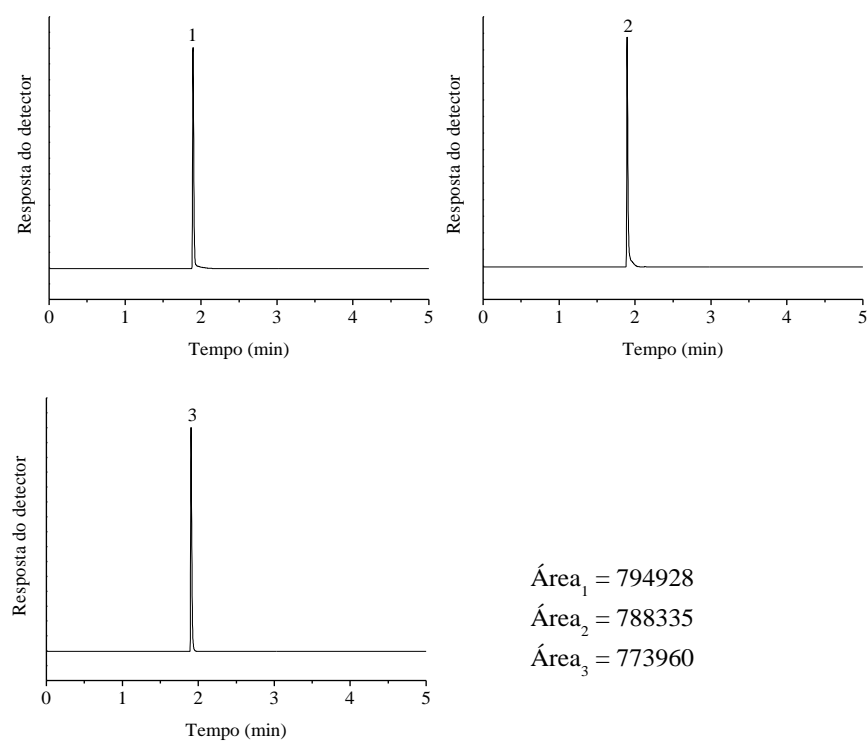 1
Resposta do detector
0 1 2 3 4 5
Tempo (min)
2
Resposta do detector
0 1 2 3 4 5
Tempo (min)
3
Resposta do detector
0 1 2 3 4 5
Tempo (min)
Área1 = 794928
Área2 = 788335
Área3 = 773960